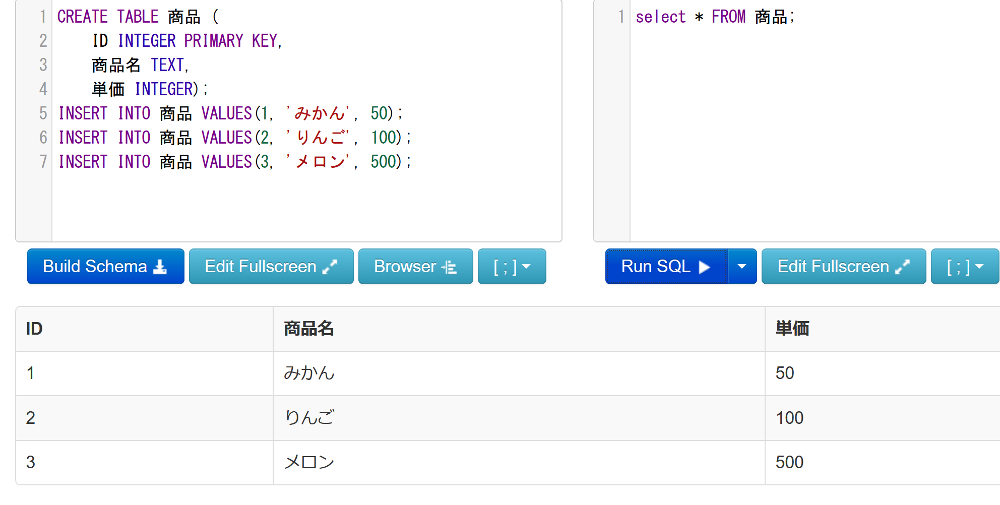 1 CREATE TABLE 商品 (
2 ID INTEGER PRIMARY KEY,
3 商品名 TEXT,
4 単価 INTEGER);
5 INSERT INTO 商品 VALUES(1, 'みかん', 50);
6 INSERT INTO 商品 VALUES(2, 'りんご', 100);
7 INSERT INTO 商品 VALUES(3, 'メロン', 500);
1 select * FROM 商品;
Build Schema Edit Fullscreen Browser [ ; ]
Run SQL Edit Fullscreen [ ; ]
ID 商品名 単価
1 みかん 50
2 りんご 100
3 メロン 500